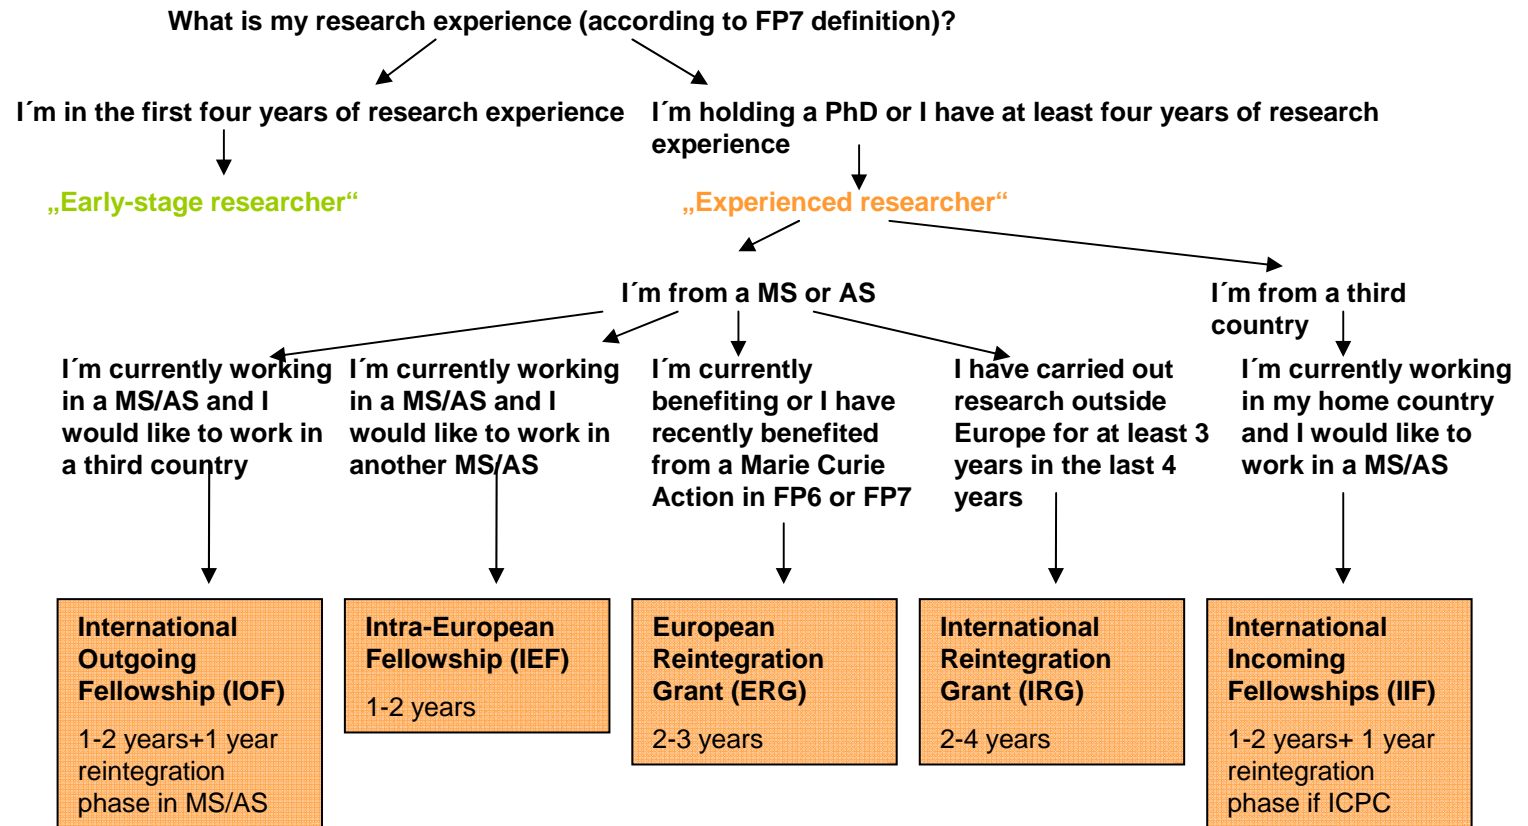 What is my research experience (according to FP7 definition)?
I´m in the first four years of research experience
I´m holding a PhD or I have at least four years of research
experience
„Early-stage researcher“
„Experienced researcher“
I´m from a MS or AS
I´m from a third
country
I´m currently working
in a MS/AS and I
would like to work in
a third country
I´m currently working
in a MS/AS and I
would like to work in
another MS/AS
I´m currently
benefiting or I have
recently benefited
from a Marie Curie
Action in FP6 or FP7
I have carried out
research outside
Europe for at least 3
years in the last 4
years
I´m currently working
in my home country
and I would like to
work in a MS/AS
International
Outgoing
Fellowship (IOF)
1-2 years+1 year
reintegration
phase in MS/AS
Intra-European
Fellowship (IEF)
1-2 years
European
Reintegration
Grant (ERG)
2-3 years
International
Reintegration
Grant (IRG)
2-4 years
International
Incoming
Fellowships (IIF)
1-2 years+ 1 year
reintegration
phase if ICPC